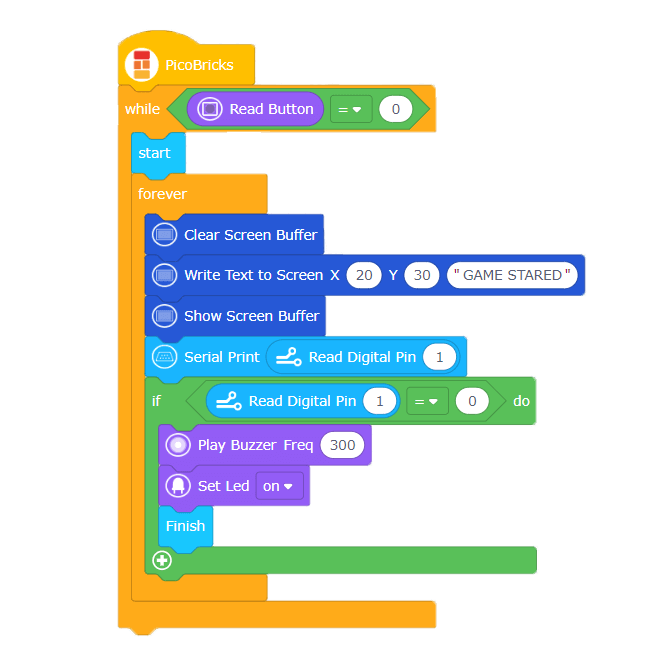 PicoBricks
while Read Button = 0
start
forever
Clear Screen Buffer
Write Text to Screen X 20 Y 30 " GAME STARED "
Show Screen Buffer
Serial Print Read Digital Pin 1
if Read Digital Pin 1 = 0 do
Play Buzzer Freq 300
Set Led on
Finish